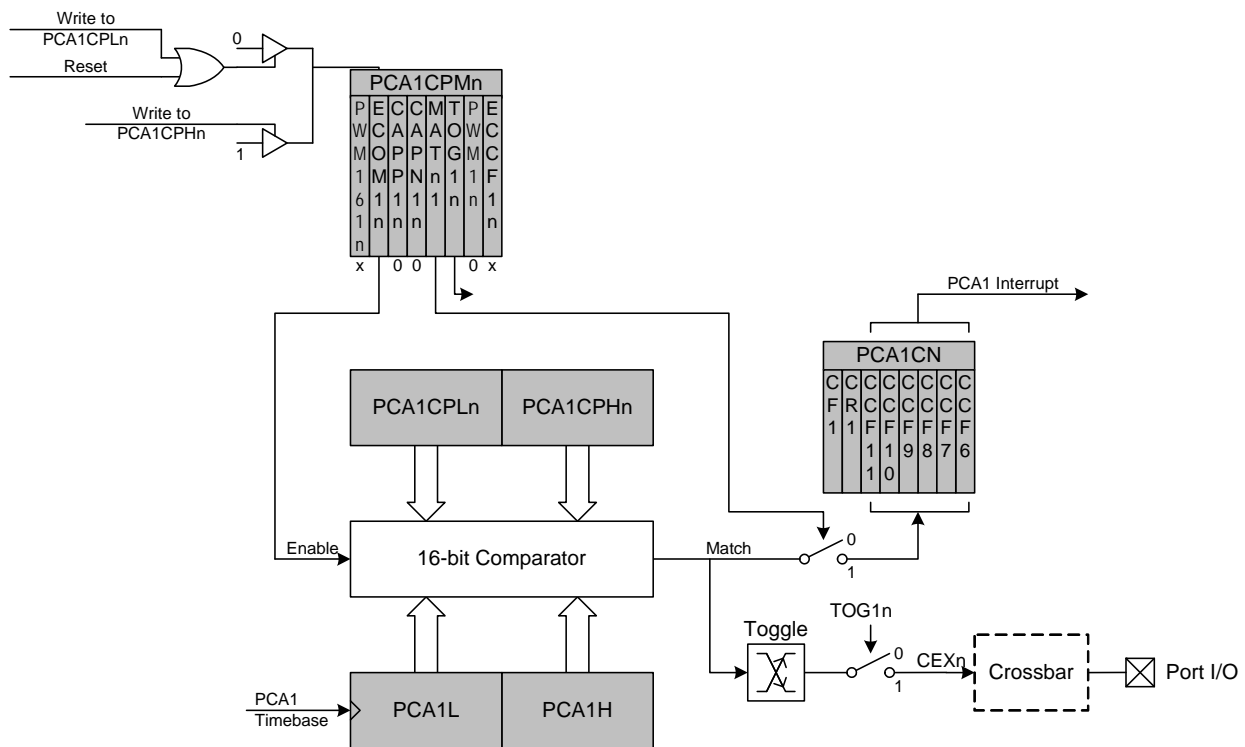 Write to
PCA1CPLn
Reset
0
Write to
PCA1CPHn
1
PCA1CPMn
PWM161n
ECOM1n
CAPP1n
CAPN1n
MATn1
TOG1n
PWM1n
ECCF1n
x
0 0
0 x
PCA1 Interrupt
PCA1CN
CF1
CR1
CCF11
CCF10
CCF9
CCF8
CCF7
CCF6
PCA1CPLn
PCA1CPHn
Enable
16-bit Comparator
Match
0
1
Toggle
TOG1n
0
1
CEXn
Crossbar
Port I/O
PCA1
Timebase
PCA1L
PCA1H